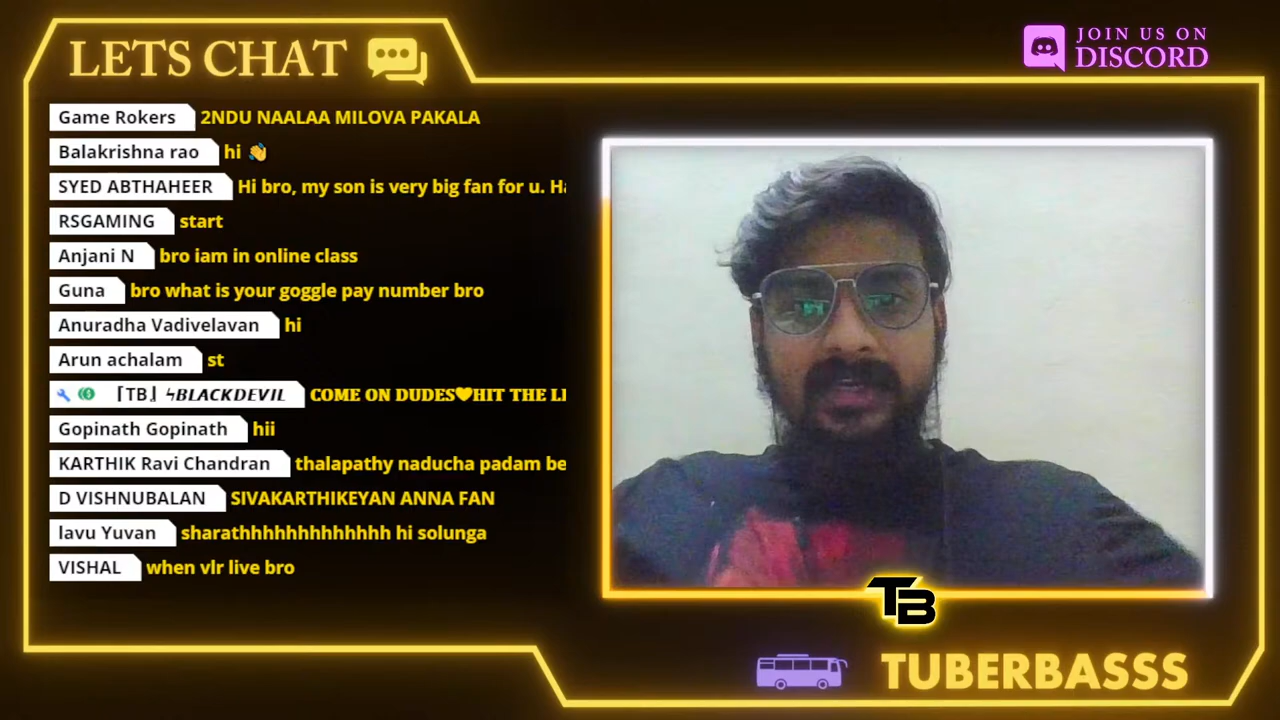 LETS CHAT
JOIN US ON
DISCORD
Game Rokers 2NDU NAALAA MILOVA PAKALA
Balakrishna rao hi 👋
SYED ABTHAHEER Hi bro, my son is very big fan for u. Ha
RSGAMING start
Anjani N bro iam in online class
Guna bro what is your goggle pay number bro
Anuradha Vadivelavan hi
Arun achalam st
「TB」 ϟBLACKDEVIL COME ON DUDES💛HIT THE LI
Gopinath Gopinath hii
KARTHIK Ravi Chandran thalapathy naducha padam be
D VISHNUBALAN SIVAKARTHIKEYAN ANNA FAN
lavu Yuvan sharathhhhhhhhhhhhh hi solunga
VISHAL when vlr live bro
TB
TUBERBASSS